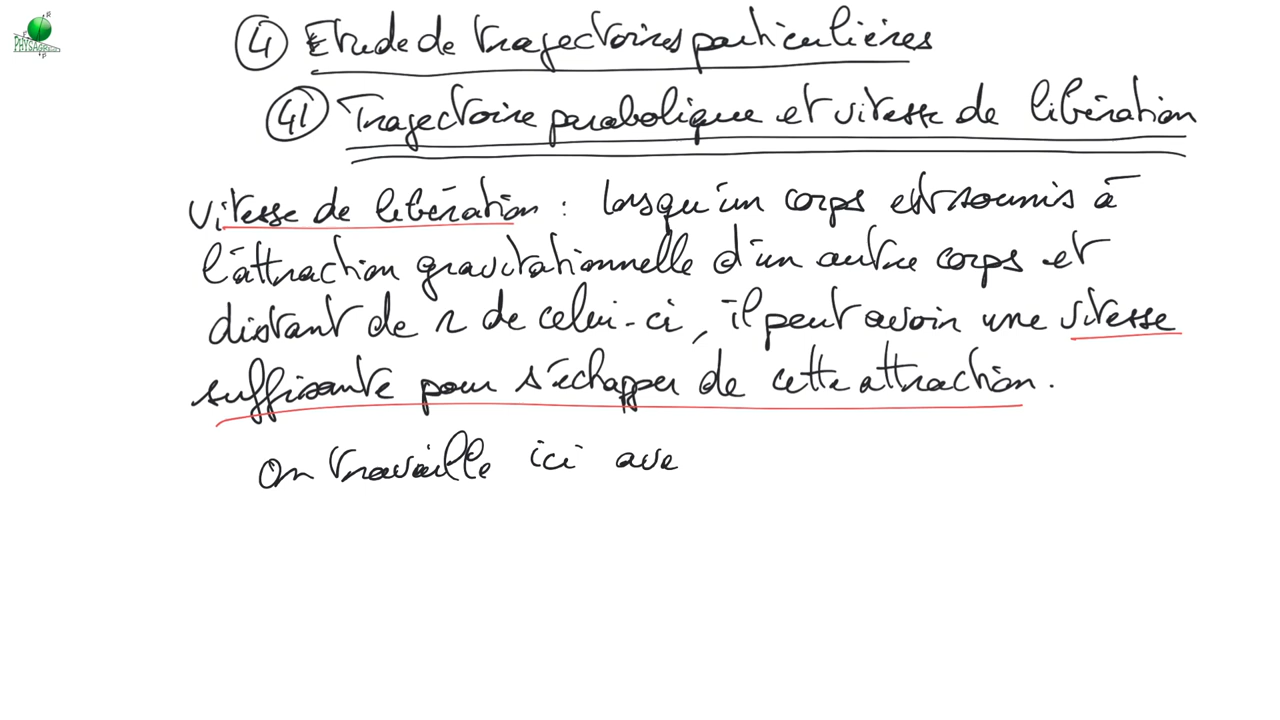 ④ Etude de trajectoires particulières
④① Trajectoire parabolique et vitesse de libération
Vitesse de libération : lorsqu'un corps est soumis à
l'attraction gravitationnelle d'un autre corps et
distant de r de celui-ci, il peut avoir une vitesse
suffisante pour s'échapper de cette attraction.
On travaille ici ave